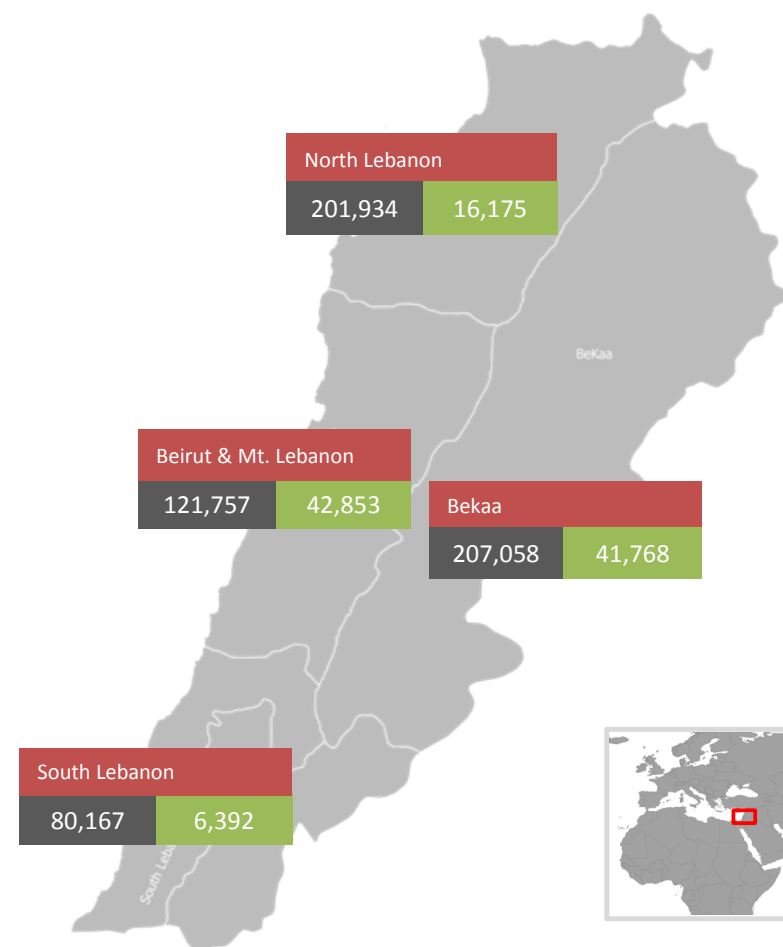 North Lebanon
201,934 16,175
BeKaa
Beirut & Mt. Lebanon
121,757 42,853
Bekaa
207,058 41,768
South Lebanon
80,167 6,392
South